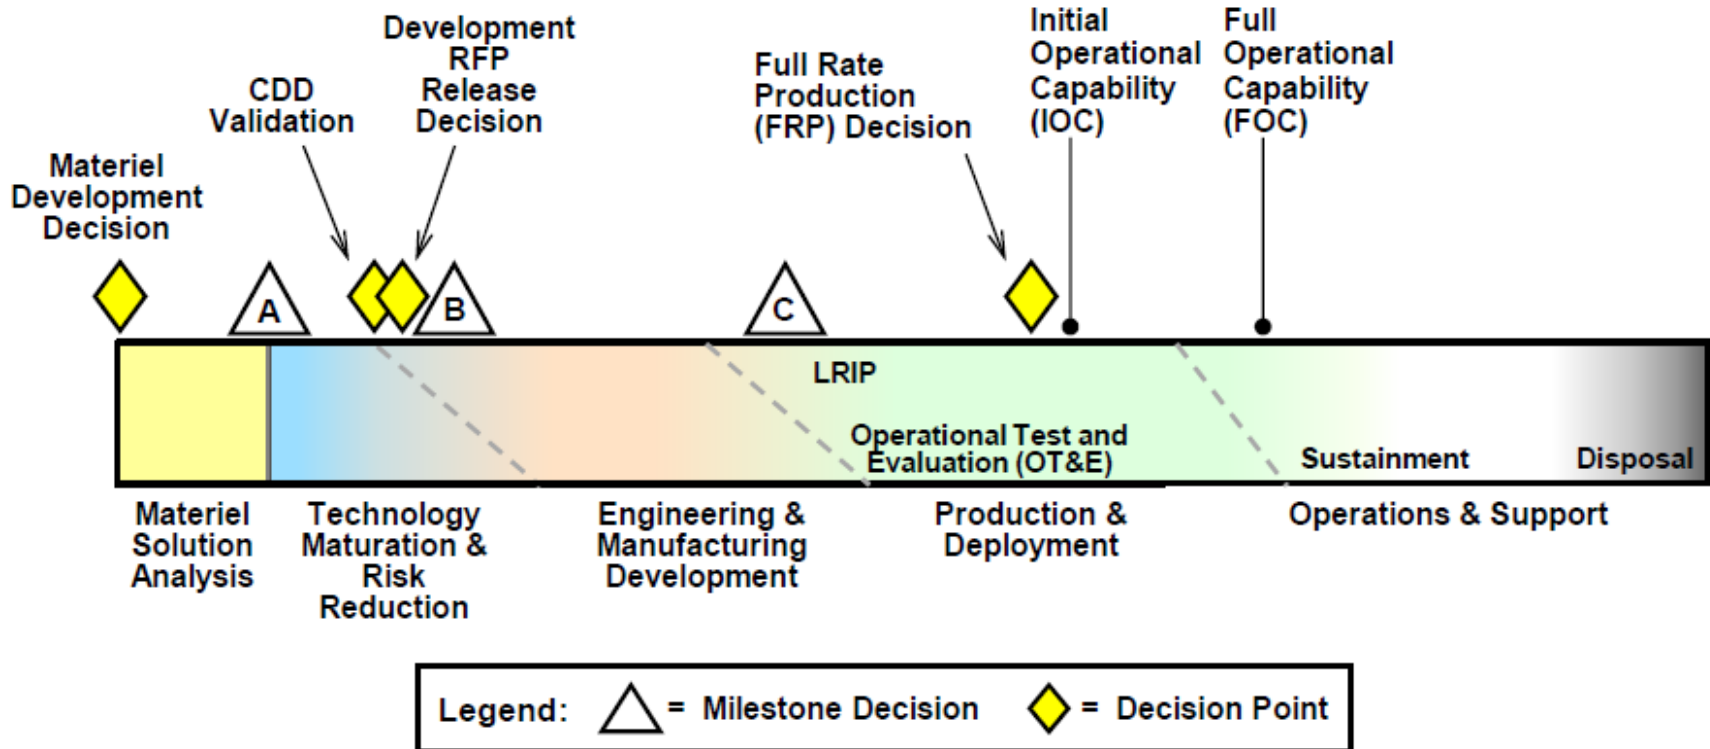 Materiel
Development
Decision
CDD
Validation
Development
RFP
Release
Decision
Full Rate
Production
(FRP) Decision
Initial
Operational
Capability
(IOC)
Full
Operational
Capability
(FOC)
A
B
C
LRIP
Operational Test and
Evaluation (OT&E)
Sustainment
Disposal
Materiel
Solution
Analysis
Technology
Maturation &
Risk
Reduction
Engineering &
Manufacturing
Development
Production &
Deployment
Operations & Support
Legend: = Milestone Decision = Decision Point